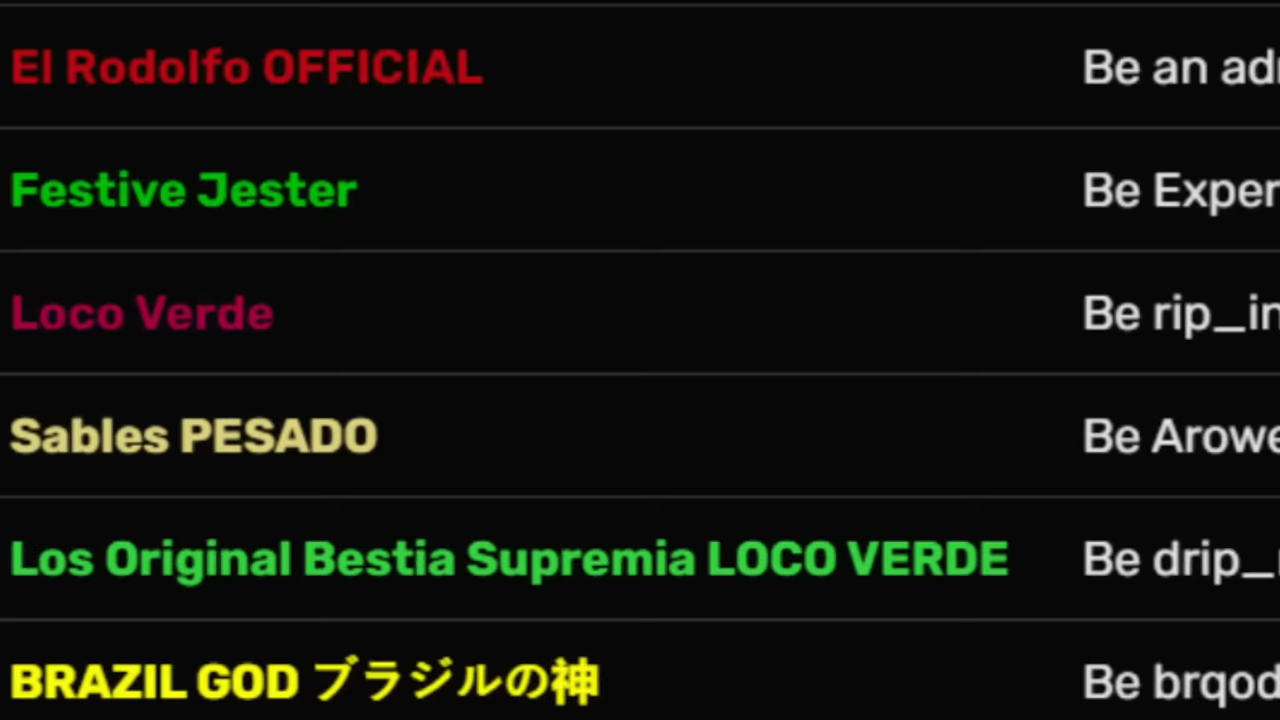 El Rodolfo OFFICIAL Be an
Festive Jester Be
Loco Verde Be
Sables PESADO Be
Los Original Bestia Supremia LOCO VERDE Be
BRAZIL GOD ブラジルの神 Be